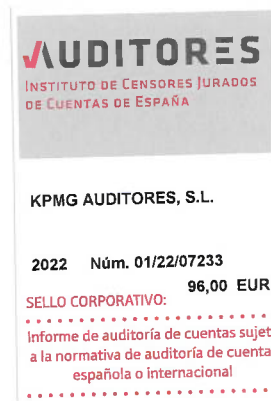 AUDITORES
INSTITUTO DE CENSORES JURADOS
DE CUENTAS DE ESPAÑA
KPMG AUDITORES, S.L.
2022 Núm. 01/22/07233
96,00 EUR
SELLO CORPORATIVO:
Informe de auditoría de cuentas sujet
a la normativa de auditoría de cuenta
española o internacional